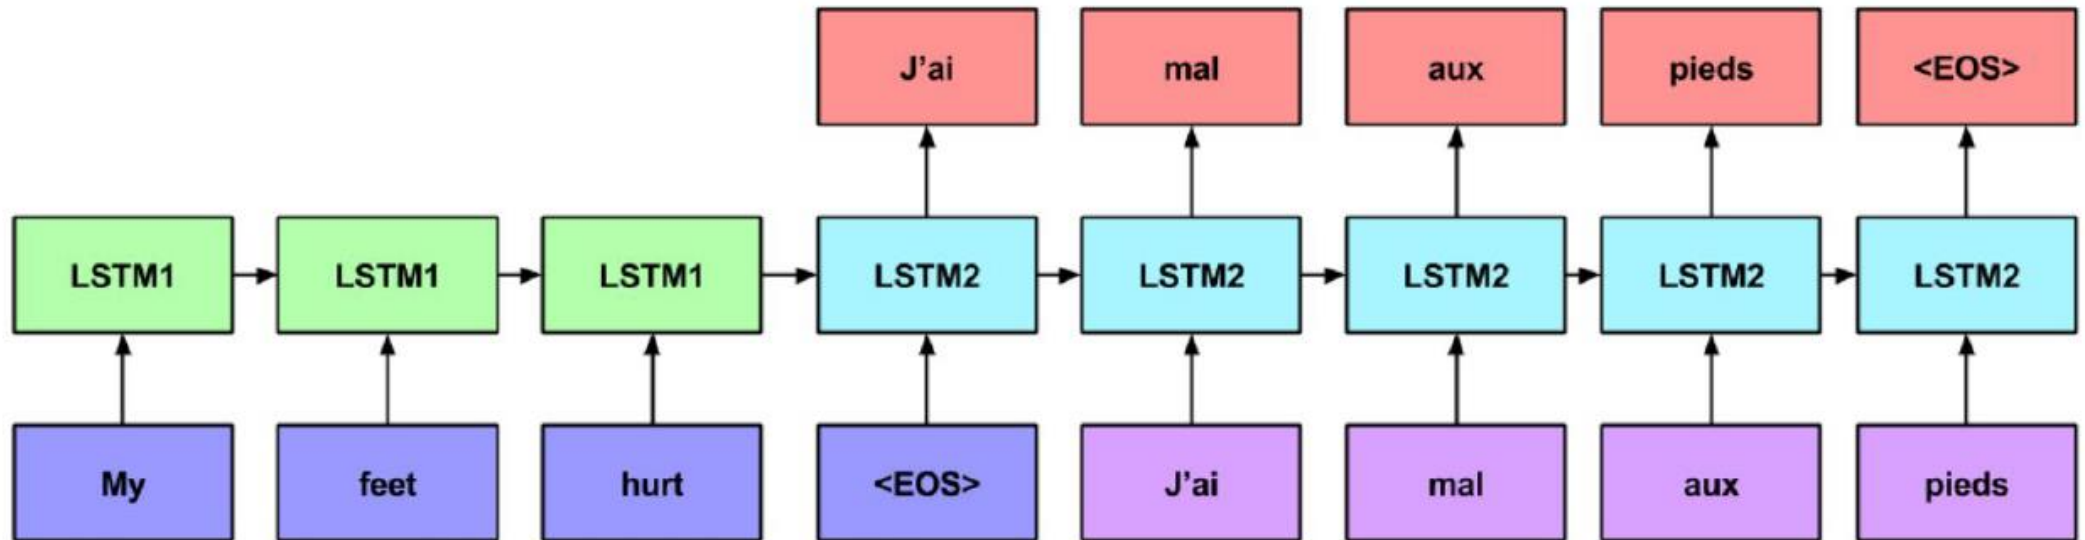 J’ai mal aux pieds <EOS>
LSTM1 LSTM1 LSTM1 LSTM2 LSTM2 LSTM2 LSTM2 LSTM2
My feet hurt <EOS> J’ai mal aux pieds